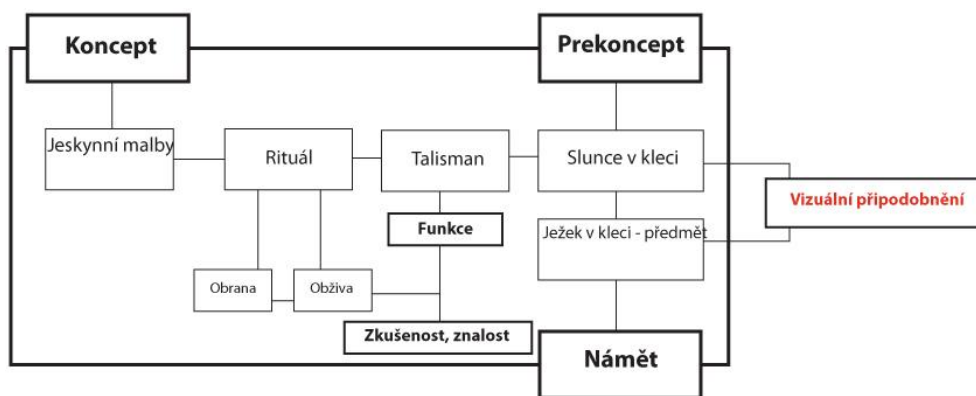 Koncept
Prekoncept
Jeskynní malby
Rituál
Talisman
Slunce v kleci
Vizuální připodobnění
Funkce
Ježek v kleci - předmět
Obrana
Obživa
Zkušenost, znalost
Námět